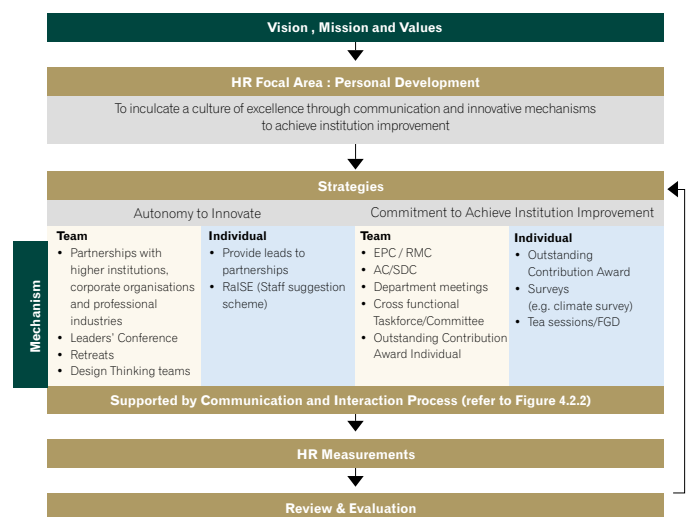 Vision , Mission and Values
HR Focal Area : Personal Development
To inculcate a culture of excellence through communication and innovative mechanisms
to achieve institution improvement
Strategies
Autonomy to Innovate
Commitment to Achieve Institution Improvement
Mechanism
Team
• Partnerships with
higher institutions,
corporate organisations
and professional
industries
• Leaders' Conference
• Retreats
• Design Thinking teams
Individual
• Provide leads to
partnerships
• RaISE (Staff suggestion
scheme)
Team
• EPC / RMC
• AC/SDC
• Department meetings
• Cross functional
Taskforce/Committee
• Outstanding Contribution
Award Individual
Individual
• Outstanding
Contribution Award
• Surveys
(e.g. climate survey)
• Tea sessions/FGD
Supported by Communication and Interaction Process (refer to Figure 4.2.2)
HR Measurements
Review & Evaluation